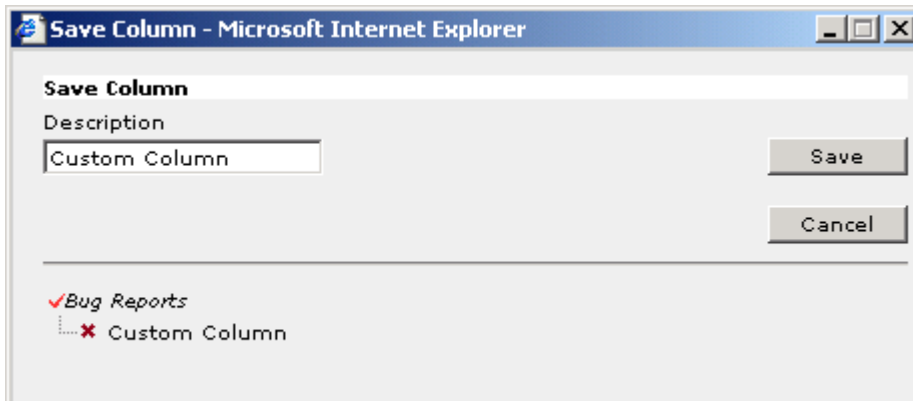 Save Column - Microsoft Internet Explorer
Save Column
Description
Custom Column
Save
Cancel
Bug Reports
Custom Column